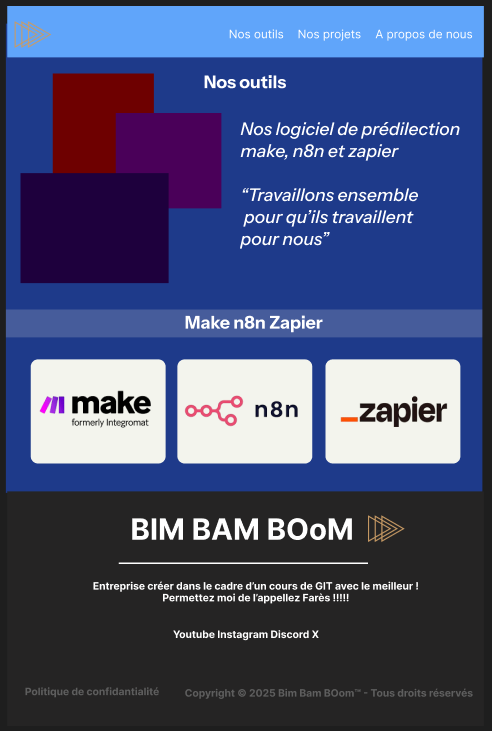 Nos outils Nos projets A propos de nous
Nos outils
Nos logiciel de prédilection
make, n8n et zapier
“Travaillons ensemble
pour qu’ils travaillent
pour nous”
Make n8n Zapier
make
formerly Integromat
n8n
_zapier
BIM BAM BOoM
Entreprise créer dans le cadre d’un cours de GIT avec le meilleur !
Permettez moi de l’appellez Farès !!!!!
Youtube Instagram Discord X
Politique de confidantialité
Copyright © 2025 Bim Bam BOom™ - Tous droits réservés